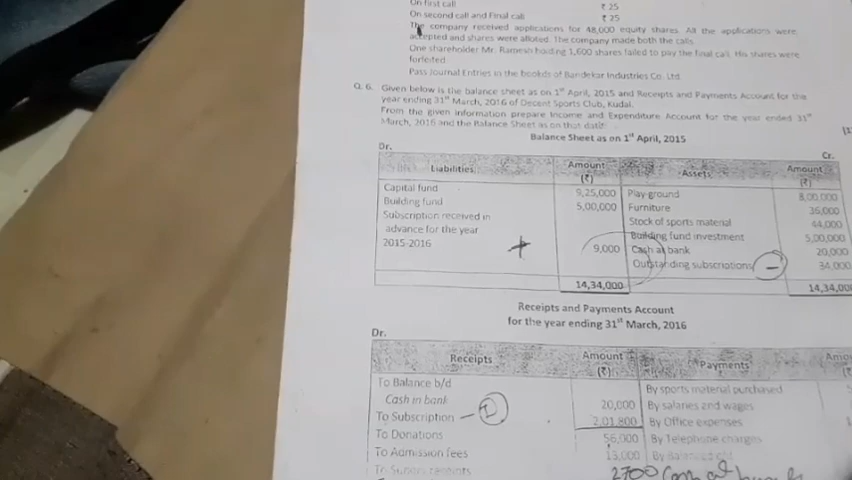 On first call ₹ 25
On second call and Final call ₹ 25
The company received applications for 48,000 equity shares. All the applications were
accepted and shares were alloted. The company made both the calls.
One shareholder Mr. Ramesh holding 1,600 shares failed to pay the final call. His shares were
forfeited.
Pass Journal Entries in the books of Bandekar Industries Co. Ltd.
Q. 6. Given below is the balance sheet as on 1st April, 2015 and Receipts and Payments Account for the
year ending 31st March, 2016 of Decent Sports Club, Kudal.
From the given information prepare Income and Expenditure Account for the year ended 31st
March, 2016 and the Balance Sheet as on that date.
Balance Sheet as on 1st April, 2015
Dr. Cr.
Liabilities Amount (₹) Assets Amount (₹)
Capital fund 9,25,000 Play-ground 8,00,000
Building fund 5,00,000 Furniture 36,000
Subscription received in Stock of sports material 44,000
advance for the year Building fund investment 5,00,000
2015-2016 + 9,000 Cash at bank 20,000
Outstanding subscriptions − 34,000
14,34,000 14,34,000
Receipts and Payments Account
for the year ending 31st March, 2016
Dr.
Receipts Amount (₹) Payments
To Balance b/d By sports material purchased
Cash in bank 20,000 By salaries and wages
To Subscription 2,01,800 By Office expenses
To Donations 56,000 By Telephone charges
To Admission fees 13,000 By
2700 Cash at